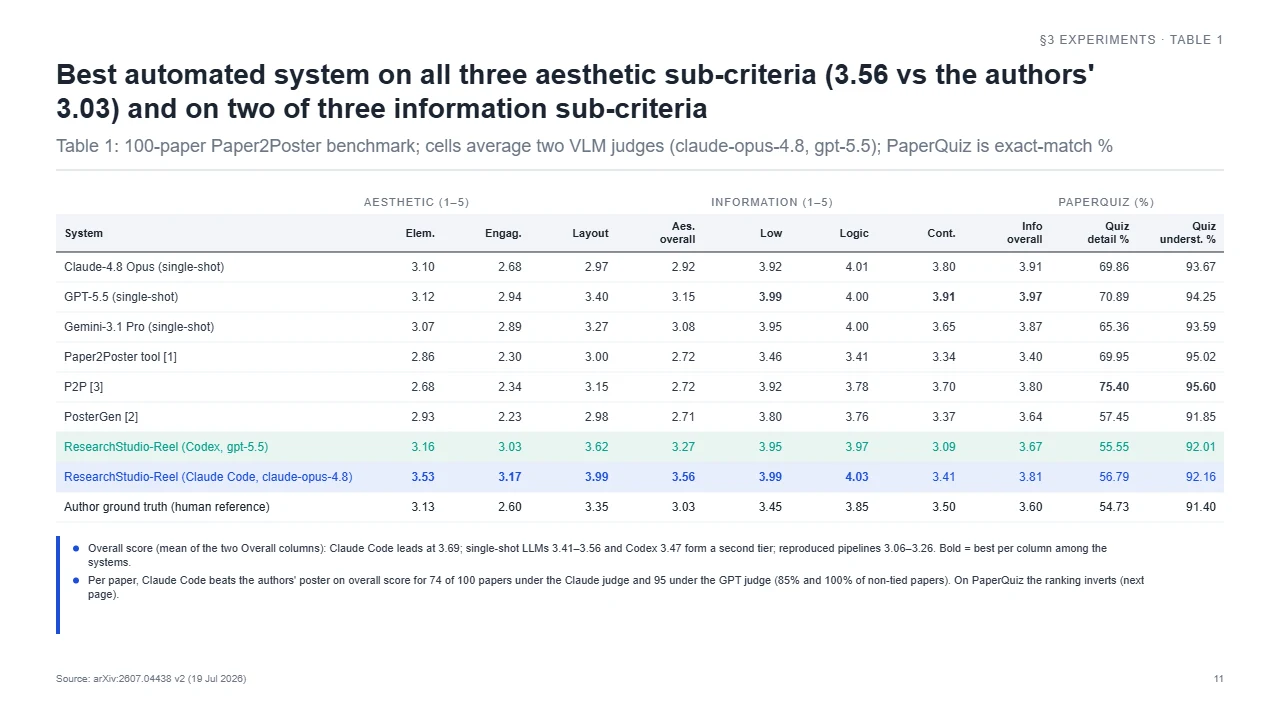 §3 EXPERIMENTS · TABLE 1
Best automated system on all three aesthetic sub-criteria (3.56 vs the authors'
3.03) and on two of three information sub-criteria
Table 1: 100-paper Paper2Poster benchmark; cells average two VLM judges (claude-opus-4.8, gpt-5.5); PaperQuiz is exact-match %
AESTHETIC (1–5) INFORMATION (1–5) PAPERQUIZ (%)
System Elem. Engag. Layout Aes. overall Low Logic Cont. Info overall Quiz detail % Quiz underst. %
Claude-4.8 Opus (single-shot) 3.10 2.68 2.97 2.92 3.92 4.01 3.80 3.91 69.86 93.67
GPT-5.5 (single-shot) 3.12 2.94 3.40 3.15 3.99 4.00 3.91 3.97 70.89 94.25
Gemini-3.1 Pro (single-shot) 3.07 2.89 3.27 3.08 3.95 4.00 3.65 3.87 65.36 93.59
Paper2Poster tool [1] 2.86 2.30 3.00 2.72 3.46 3.41 3.34 3.40 69.95 95.02
P2P [3] 2.68 2.34 3.15 2.72 3.92 3.78 3.70 3.80 75.40 95.60
PosterGen [2] 2.93 2.23 2.98 2.71 3.80 3.76 3.37 3.64 57.45 91.85
ResearchStudio-Reel (Codex, gpt-5.5) 3.16 3.03 3.62 3.27 3.95 3.97 3.09 3.67 55.55 92.01
ResearchStudio-Reel (Claude Code, claude-opus-4.8) 3.53 3.17 3.99 3.56 3.99 4.03 3.41 3.81 56.79 92.16
Author ground truth (human reference) 3.13 2.60 3.35 3.03 3.45 3.85 3.50 3.60 54.73 91.40
● Overall score (mean of the two Overall columns): Claude Code leads at 3.69; single-shot LLMs 3.41–3.56 and Codex 3.47 form a second tier; reproduced pipelines 3.06–3.26. Bold = best per column among the
systems.
● Per paper, Claude Code beats the authors' poster on overall score for 74 of 100 papers under the Claude judge and 95 under the GPT judge (85% and 100% of non-tied papers). On PaperQuiz the ranking inverts (next
page).
Source: arXiv:2607.04438 v2 (19 Jul 2026)
11